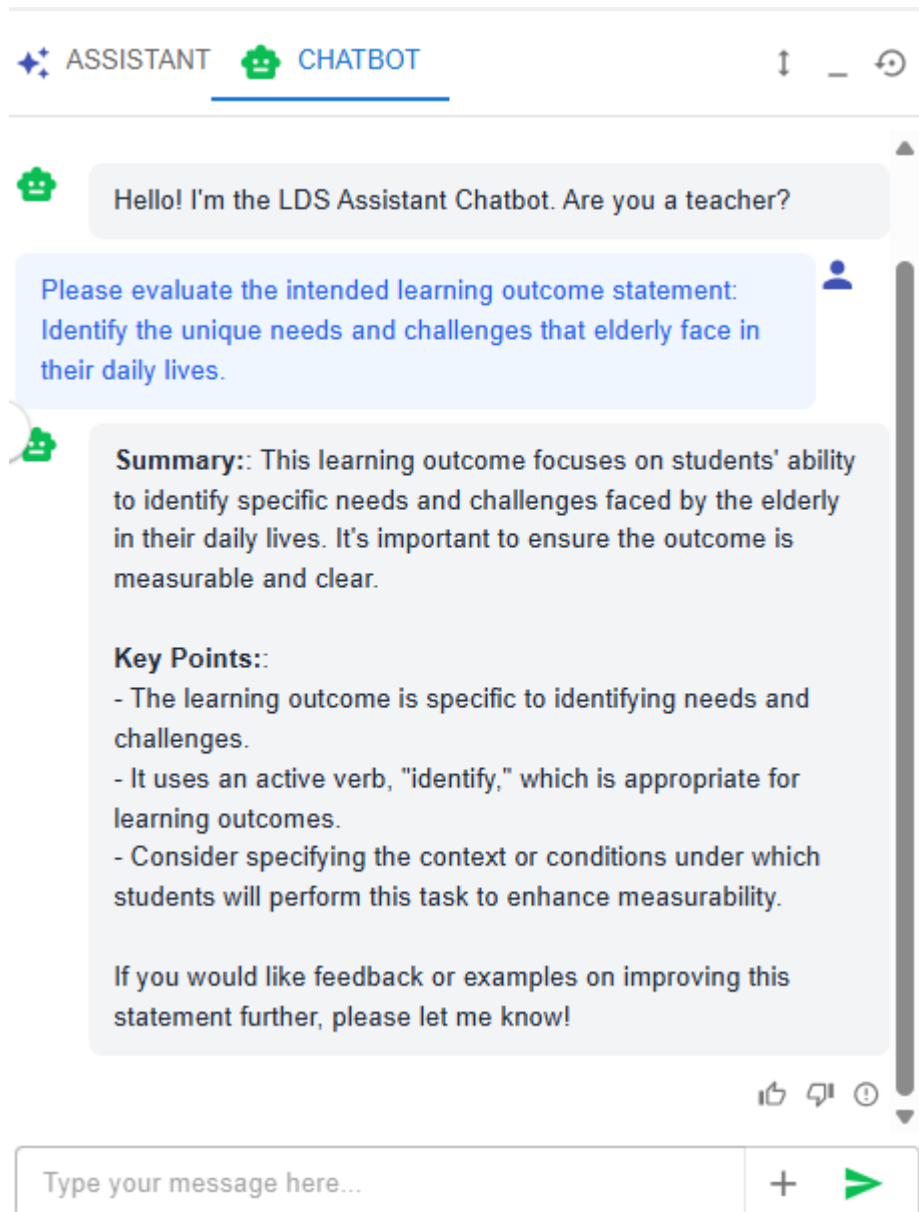 ASSISTANT CHATBOT
Hello! I'm the LDS Assistant Chatbot. Are you a teacher?
Please evaluate the intended learning outcome statement:
Identify the unique needs and challenges that elderly face in
their daily lives.
Summary:: This learning outcome focuses on students' ability
to identify specific needs and challenges faced by the elderly
in their daily lives. It's important to ensure the outcome is
measurable and clear.
Key Points::
- The learning outcome is specific to identifying needs and
challenges.
- It uses an active verb, "identify," which is appropriate for
learning outcomes.
- Consider specifying the context or conditions under which
students will perform this task to enhance measurability.
If you would like feedback or examples on improving this
statement further, please let me know!
Type your message here...